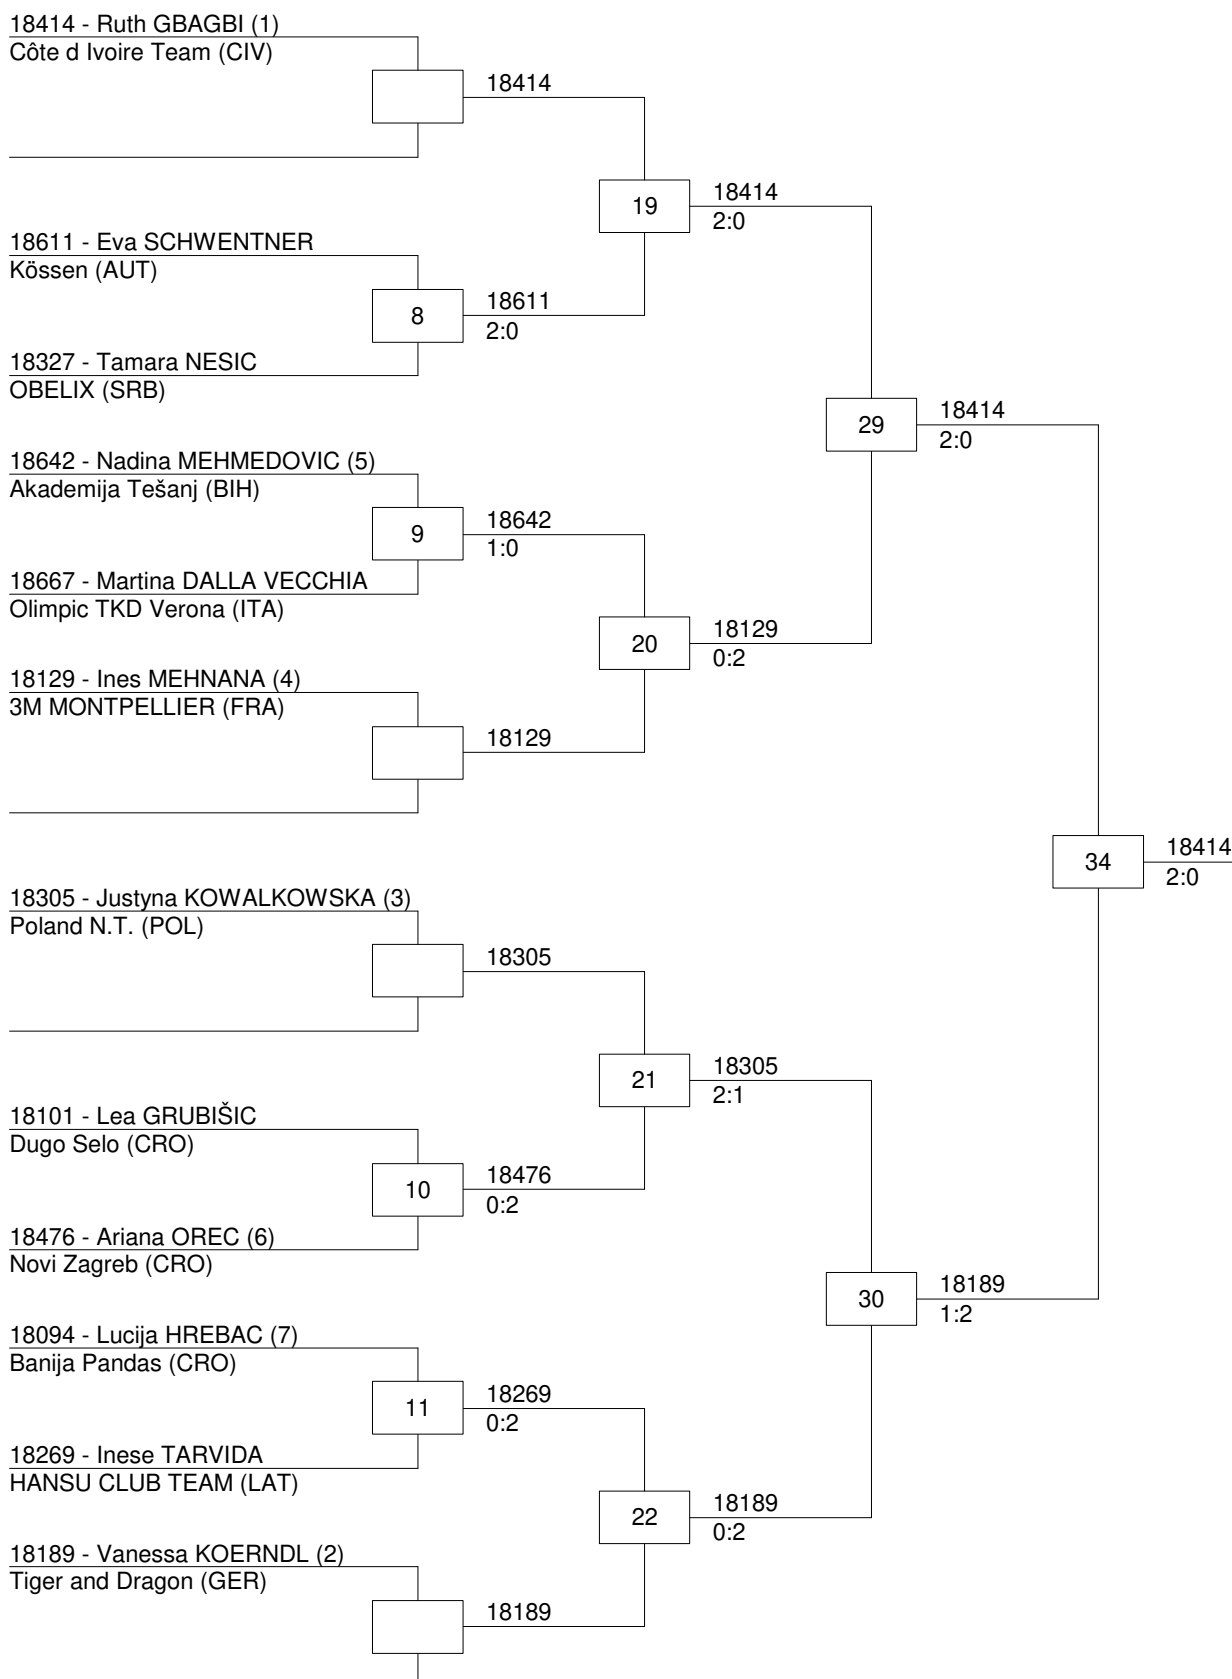 18414 - Ruth GBAGBI (1)
Côte d Ivoire Team (CIV)
18414
19
18414
2:0
18611 - Eva SCHWENTNER
Kössen (AUT)
8
18611
2:0
18327 - Tamara NESIC
OBELIX (SRB)
29
18414
2:0
18642 - Nadina MEHMEDOVIC (5)
Akademija Tešanj (BIH)
9
18642
1:0
18667 - Martina DALLA VECCHIA
Olimpic TKD Verona (ITA)
20
18129
0:2
18129 - Ines MEHNANA (4)
3M MONTPELLIER (FRA)
18129
34
18414
2:0
18305 - Justyna KOWALKOWSKA (3)
Poland N.T. (POL)
18305
21
18305
2:1
18101 - Lea GRUBIŠIC
Dugo Selo (CRO)
10
18476
0:2
18476 - Ariana OREC (6)
Novi Zagreb (CRO)
30
18189
1:2
18094 - Lucija HREBAC (7)
Banija Pandas (CRO)
11
18269
0:2
18269 - Inese TARVIDA
HANSU CLUB TEAM (LAT)
22
18189
0:2
18189 - Vanessa KOERNDL (2)
Tiger and Dragon (GER)
18189